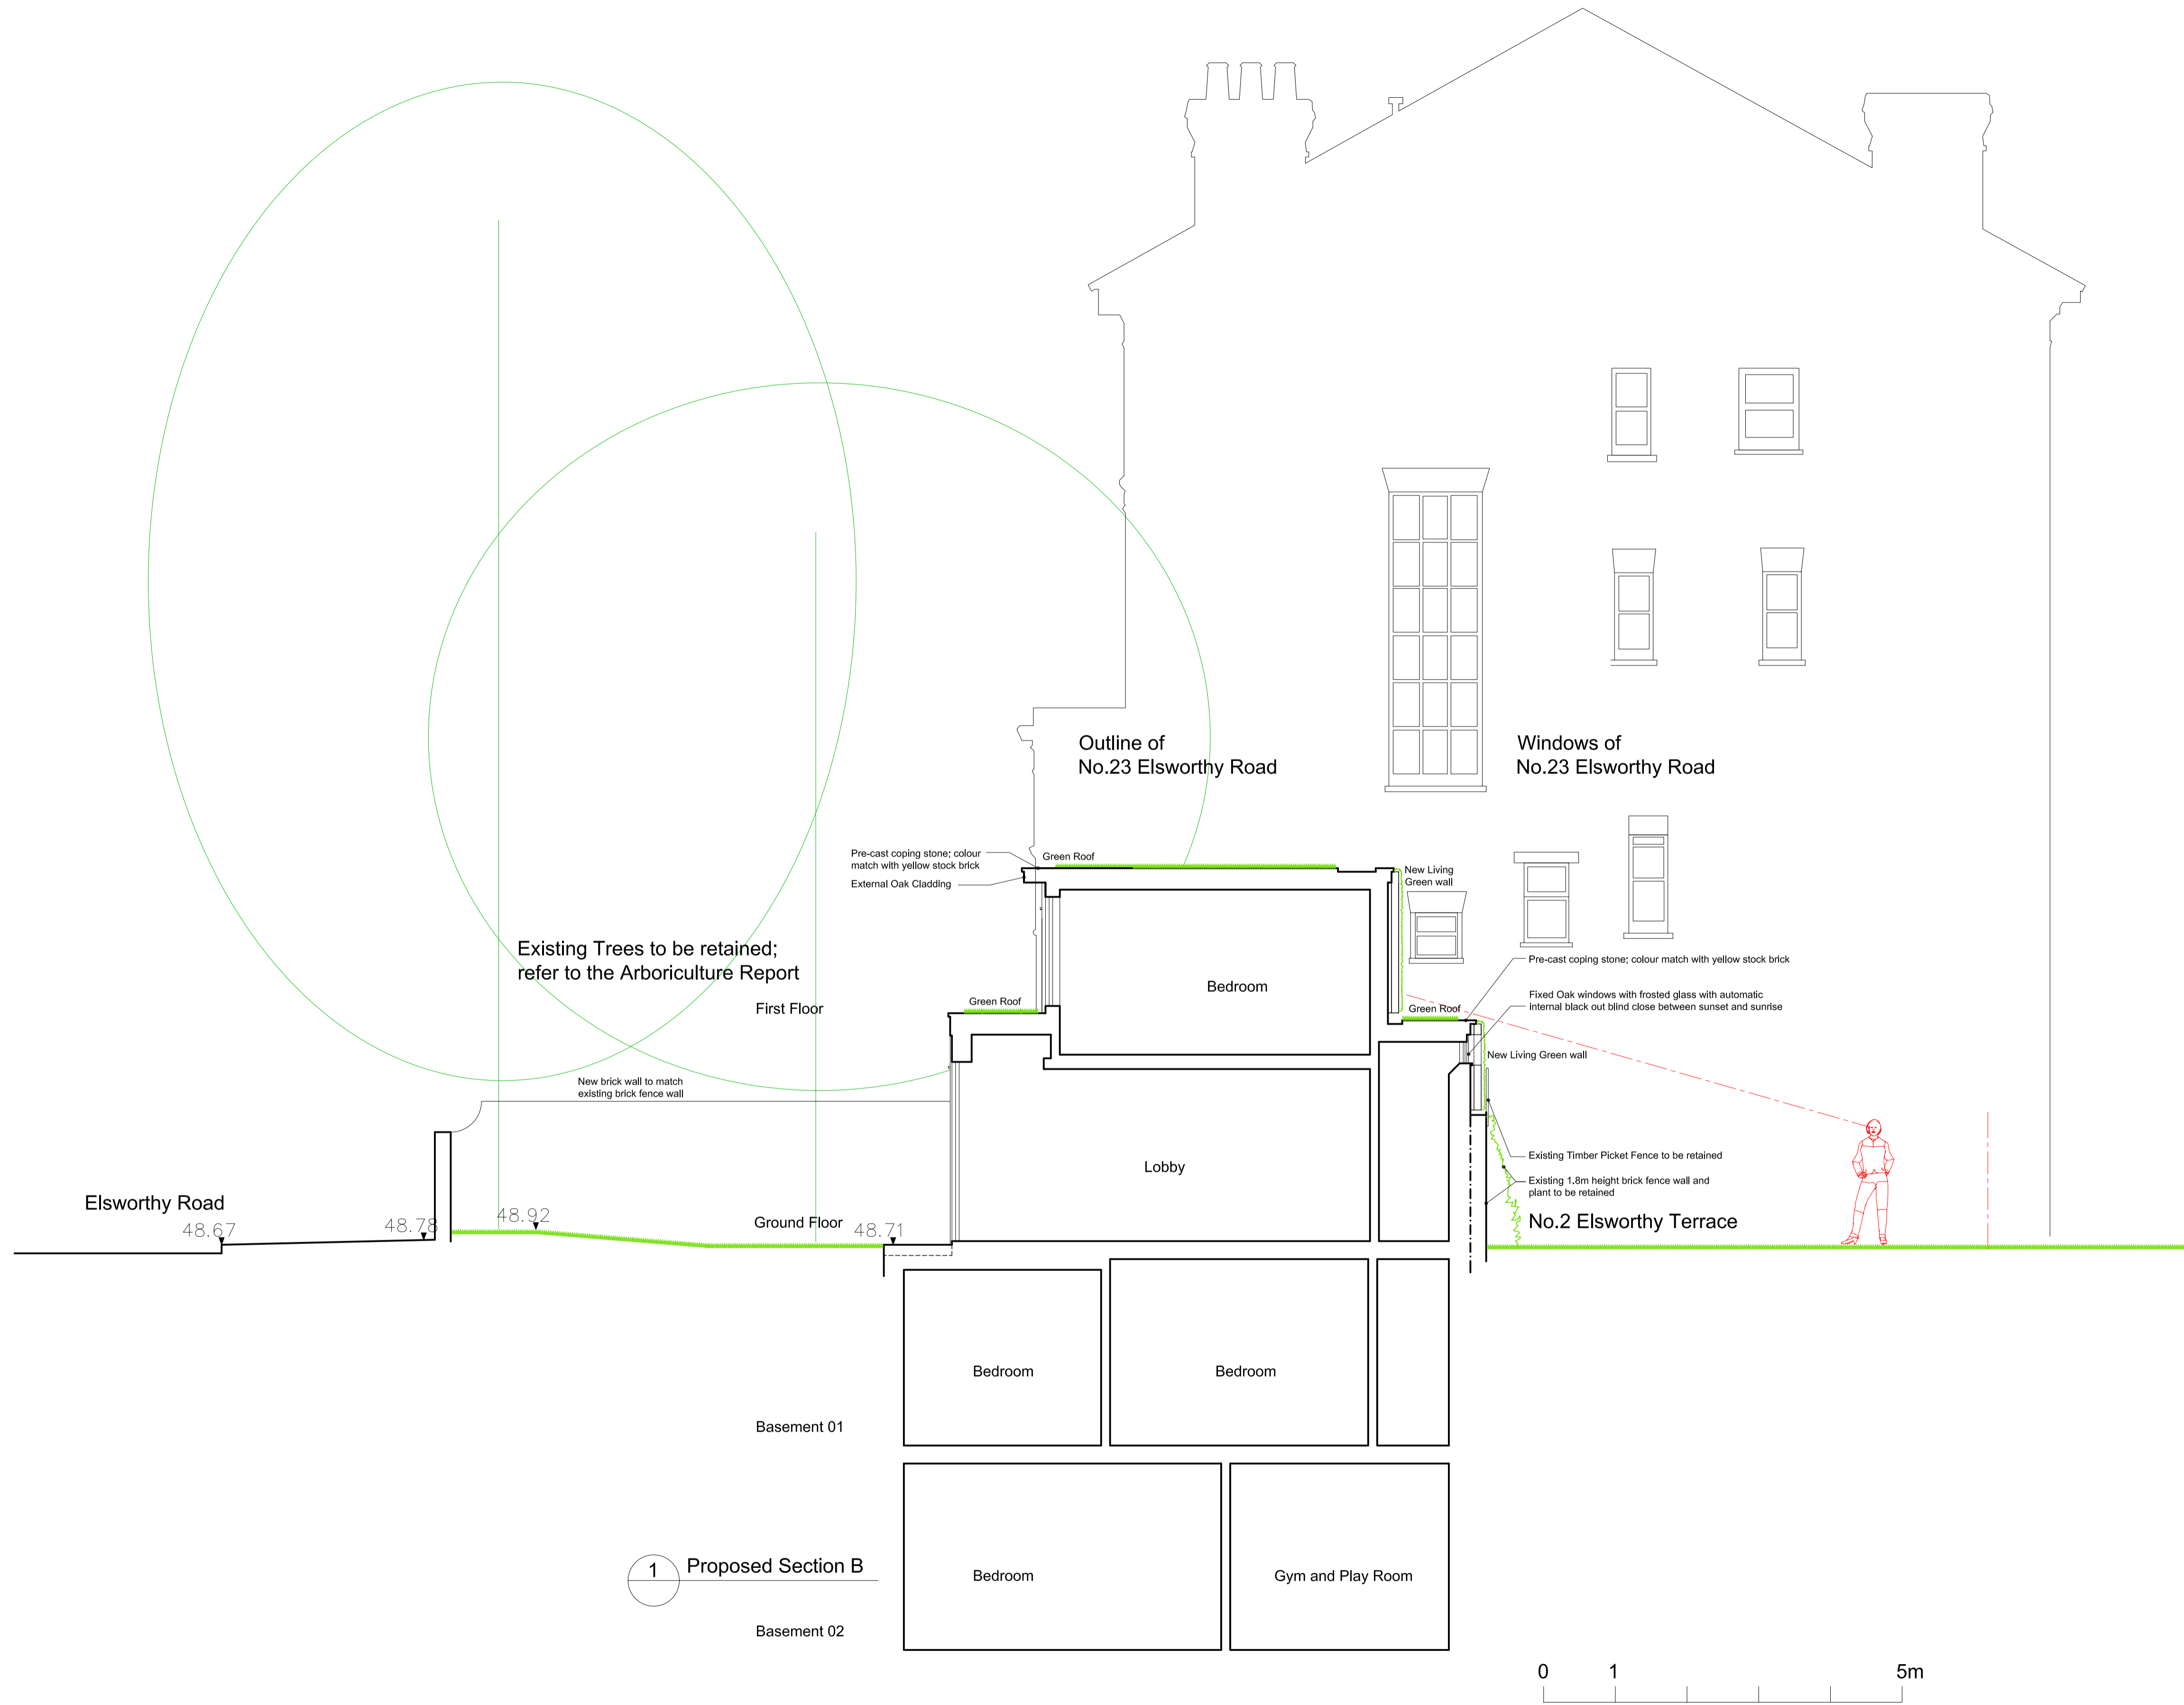 Outline of
No.23 Elsworthy Road
Windows of
No.23 Elsworthy Road
Pre-cast coping stone; colour
match with yellow stock brick
External Oak Cladding
Green Roof
New Living
Green wall
Existing Trees to be retained;
refer to the Arboriculture Report
First Floor
Green Roof
Bedroom
Green Roof
Pre-cast coping stone; colour match with yellow stock brick
Fixed Oak windows with frosted glass with automatic
internal black out blind close between sunset and sunrise
New Living Green wall
New brick wall to match
existing brick fence wall
Lobby
Existing Timber Picket Fence to be retained
Existing 1.8m height brick fence wall and
plant to be retained
Elsworthy Road
48.67
48.78
48.92
Ground Floor
48.71
No.2 Elsworthy Terrace
Bedroom
Bedroom
Basement 01
1
Proposed Section B
Bedroom
Gym and Play Room
Basement 02
0
1
5m